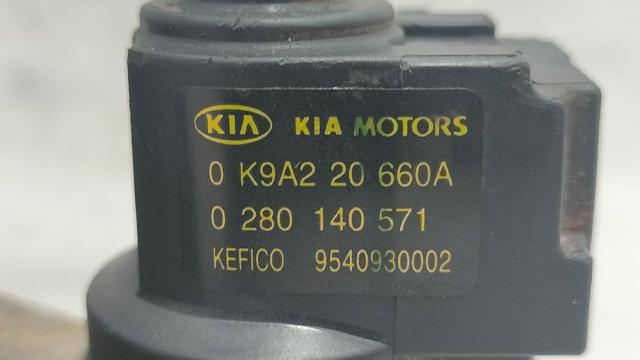 KIA KIA MOTORS
0 K9A2 20 660A
0 280 140 571
KEFICO 9540930002